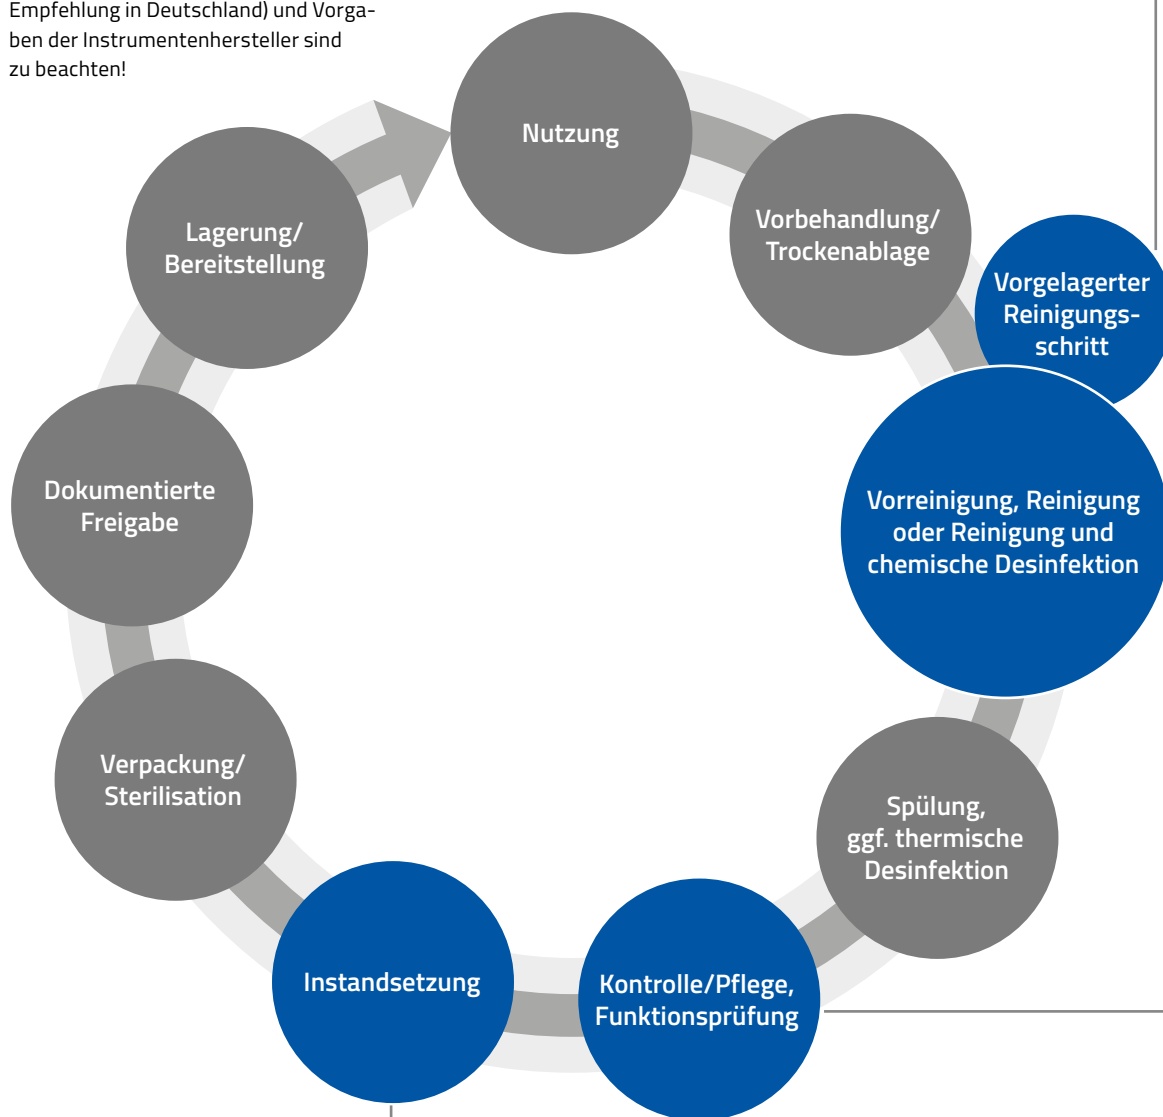 Empfehlung in Deutschland) und Vorga-
ben der Instrumentenhersteller sind
zu beachten!
Nutzung
Vorbehandlung/
Trockenablage
Vorgelagerter
Reinigungs-
schritt
Vorreinigung, Reinigung
oder Reinigung und
chemische Desinfektion
Spülung,
ggf. thermische
Desinfektion
Kontrolle/Pflege,
Funktionsprüfung
Instandsetzung
Verpackung/
Sterilisation
Dokumentierte
Freigabe
Lagerung/
Bereitstellung